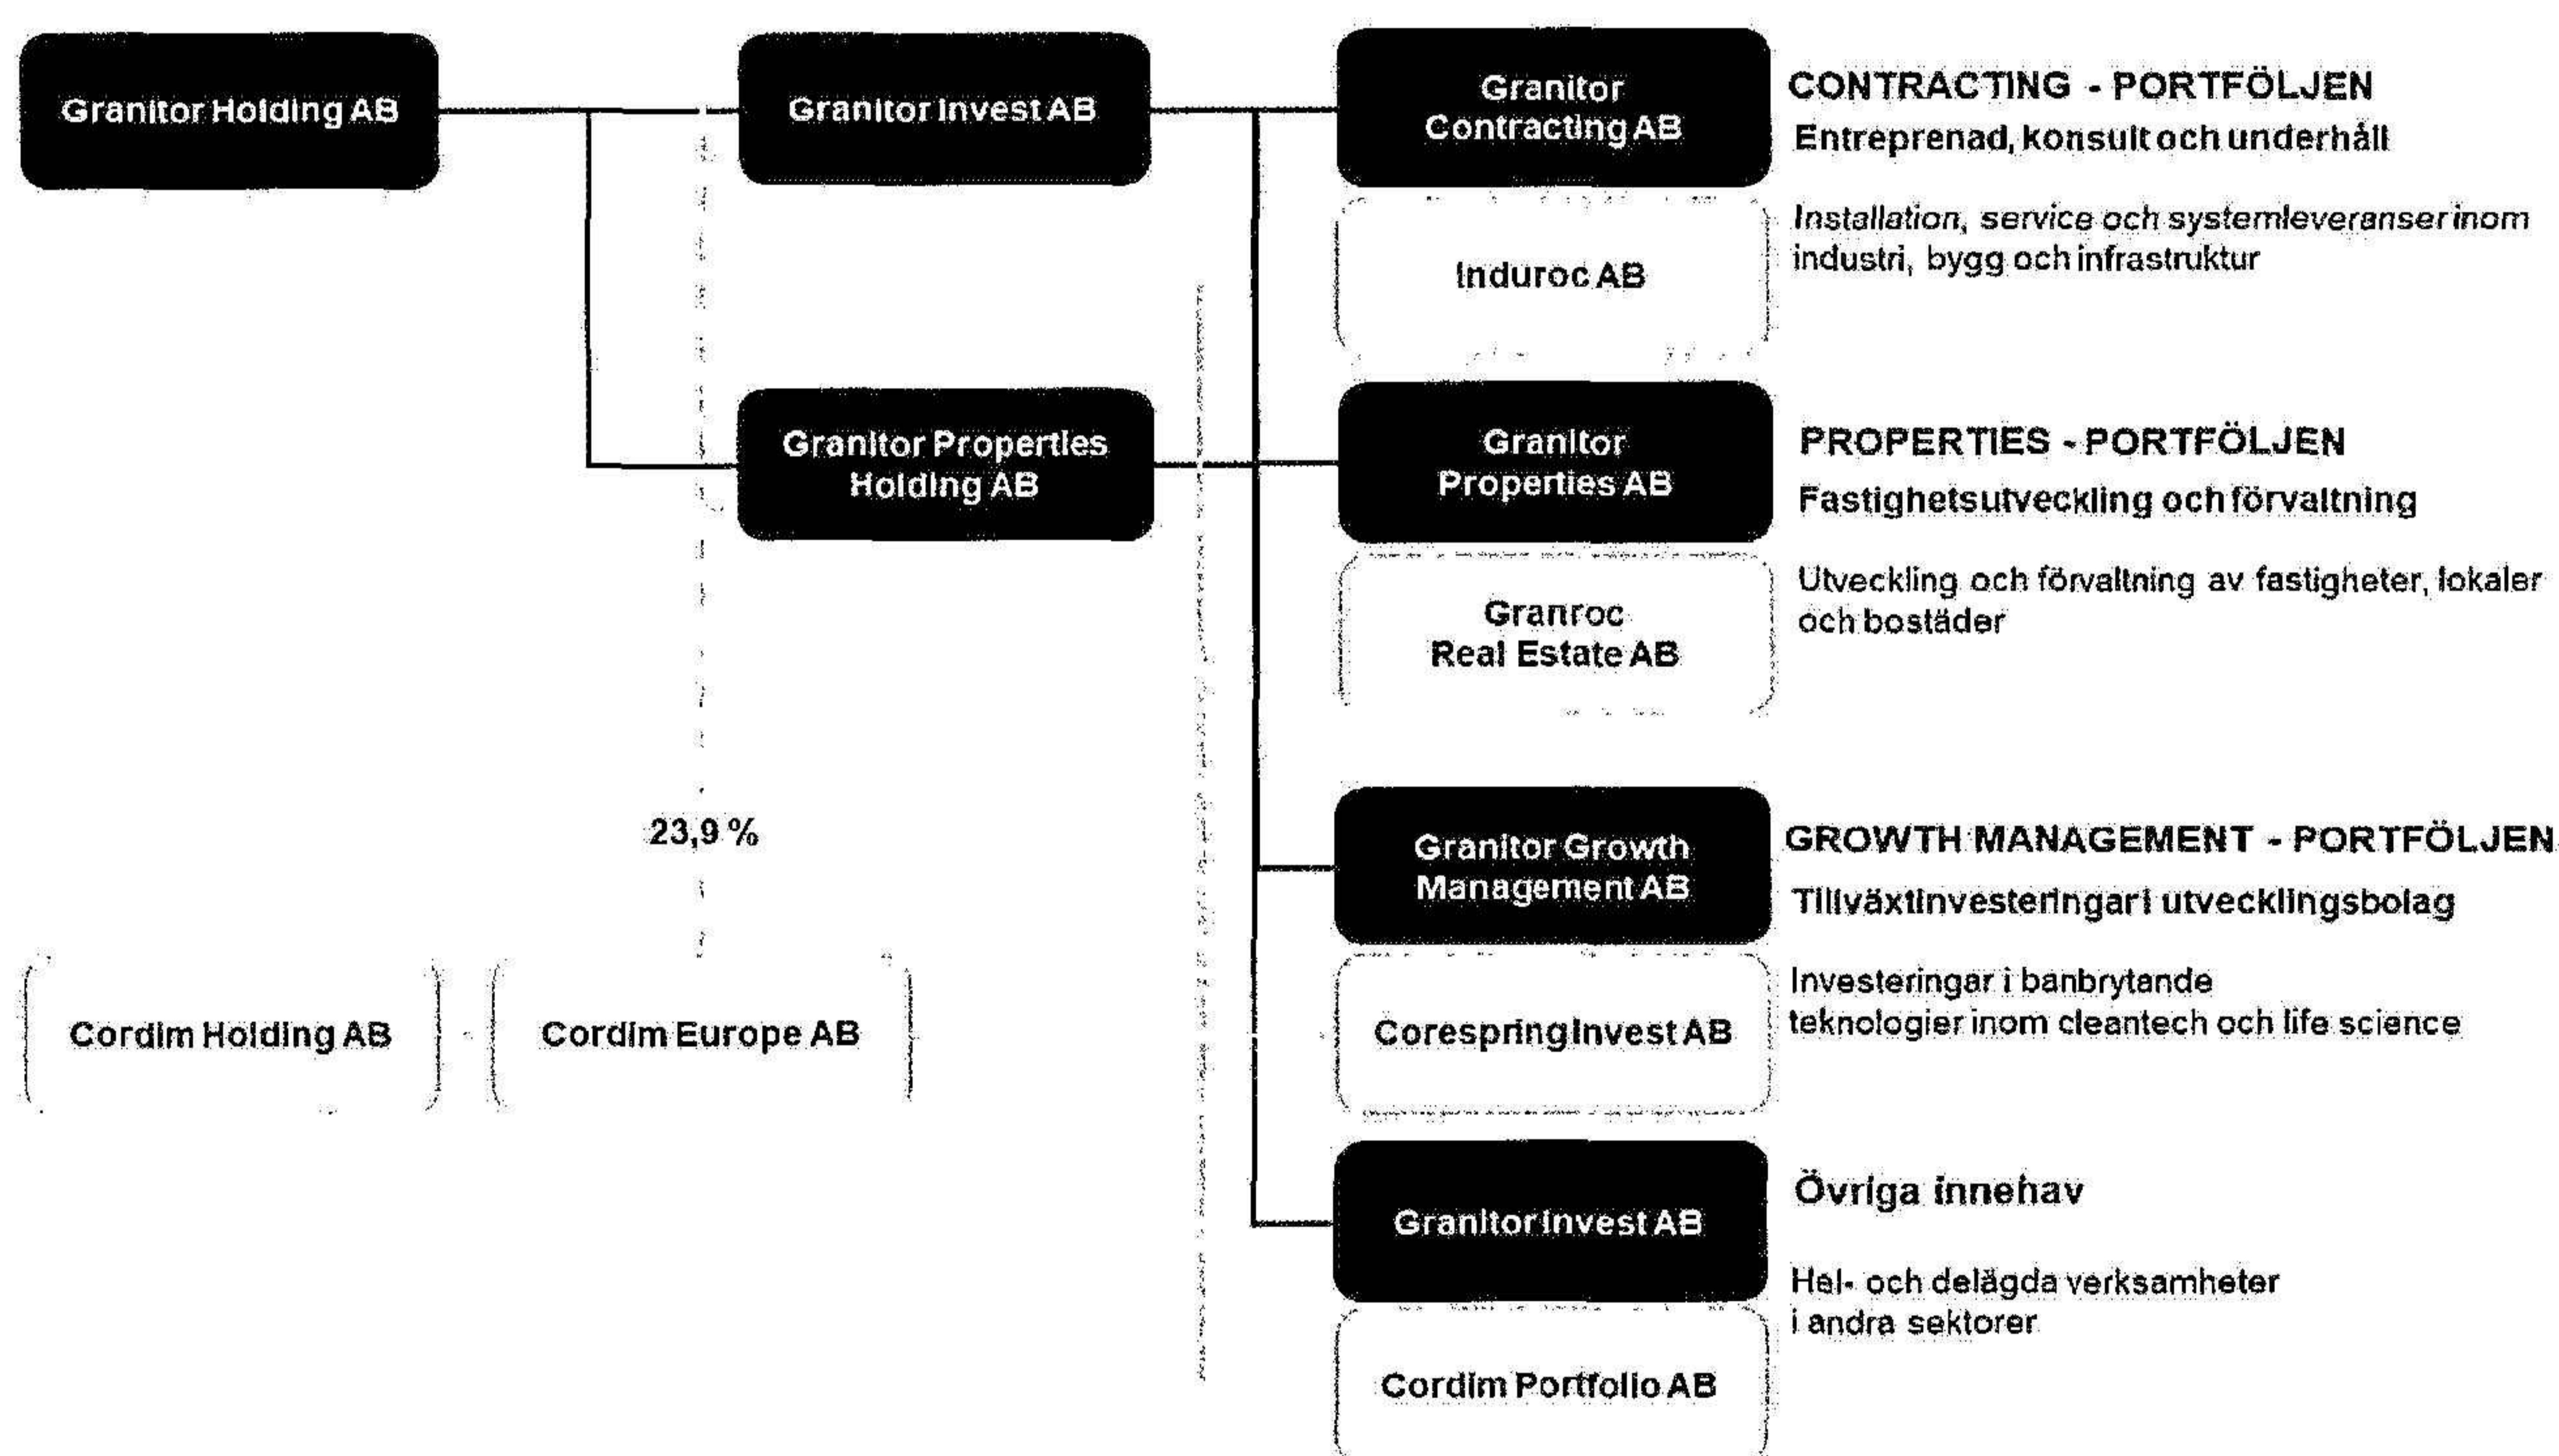 Granitor Holding AB
Granitor Invest AB
Granitor
Contracting AB
CONTRACTING - PORTFÖLJEN
Entreprenad, konsult och underhåll
Installation, service och systemleveranser inom
industri, bygg och infrastruktur
Induroc AB
Granitor Properties
Holding AB
Granitor
Properties AB
PROPERTIES - PORTFÖLJEN
Fastighetsutveckling och förvaltning
Utveckling och förvaltning av fastigheter, lokaler
och bostäder
Granroc
Real Estate AB
23,9 %
Granitor Growth
Management AB
GROWTH MANAGEMENT - PORTFÖLJEN
Tillväxtinvesteringar i utvecklingsbolag
Investeringar i banbrytande
teknologier inom cleantech och life science
Cordim Holding AB
Cordim Europe AB
Corespring Invest AB
Granitor Invest AB
Övriga innehav
Hel- och delägda verksamheter
i andra sektorer
Cordim Portfolio AB